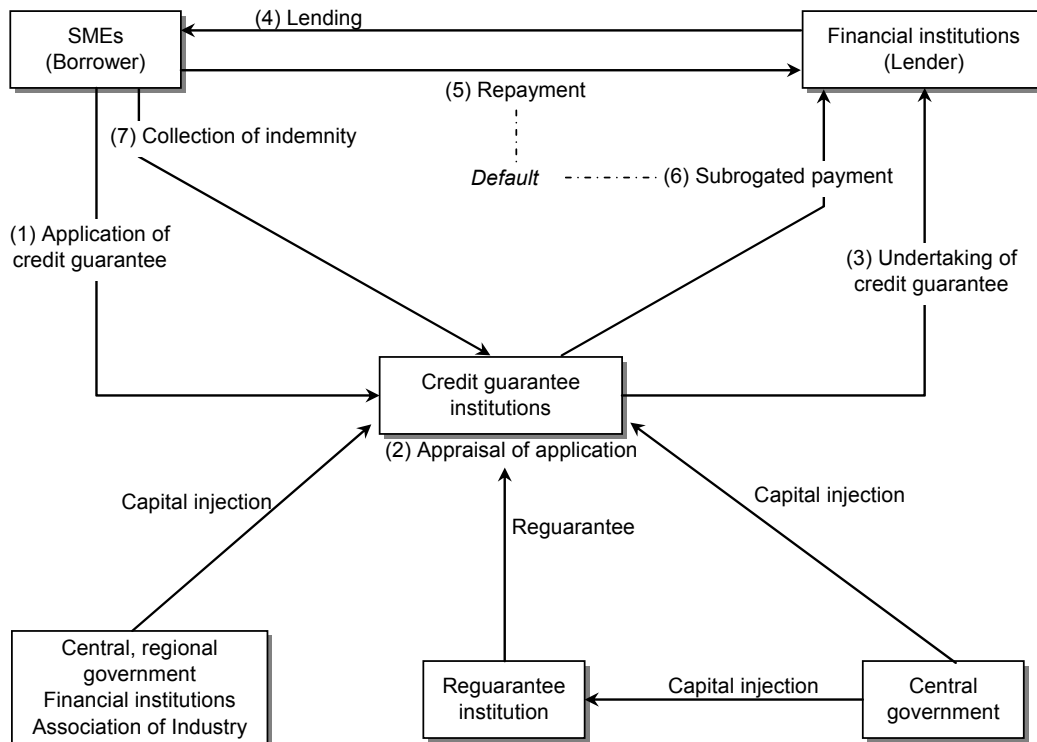 (4) Lending
SMEs
(Borrower)
Financial institutions
(Lender)
(5) Repayment
(7) Collection of indemnity
Default
(6) Subrogated payment
(1) Application of
credit guarantee
(3) Undertaking of
credit guarantee
Credit guarantee
institutions
(2) Appraisal of application
Capital injection
Capital injection
Reguarantee
Central, regional
government
Financial institutions
Association of Industry
Reguarantee
institution
Capital injection
Central
government